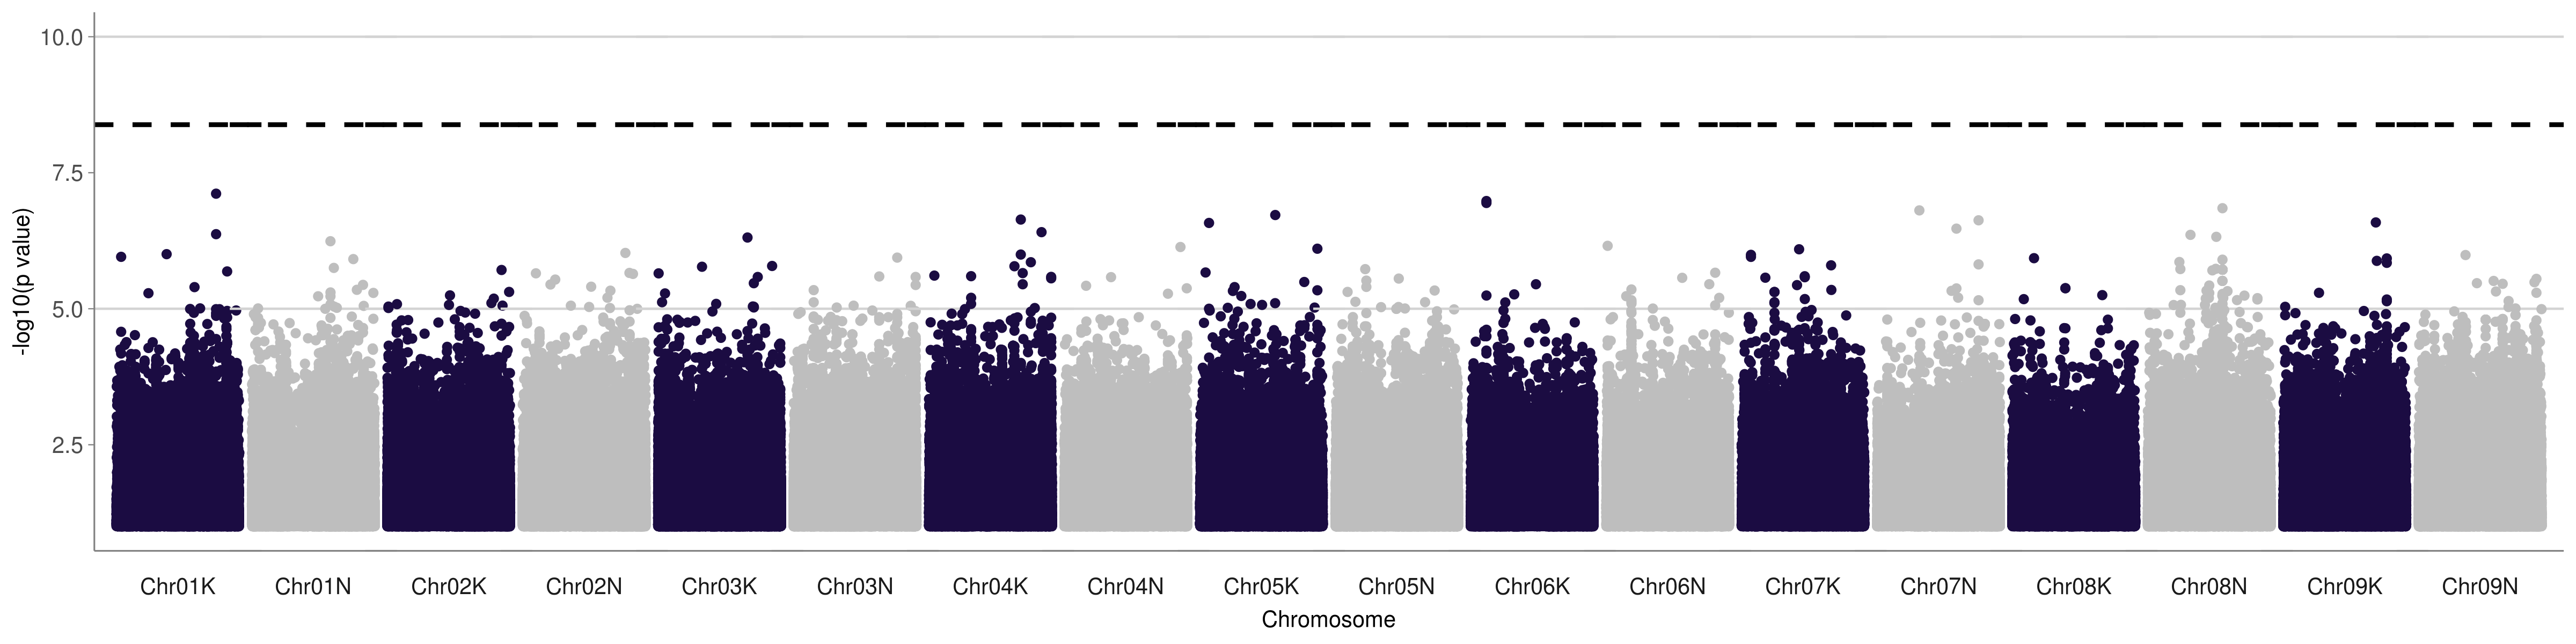 10.0
7.5
5.0
2.5
-log10(p value)
Chr01K Chr01N Chr02K Chr02N Chr03K Chr03N Chr04K Chr04N Chr05K Chr05N Chr06K Chr06N Chr07K Chr07N Chr08K Chr08N Chr09K Chr09N
Chromosome